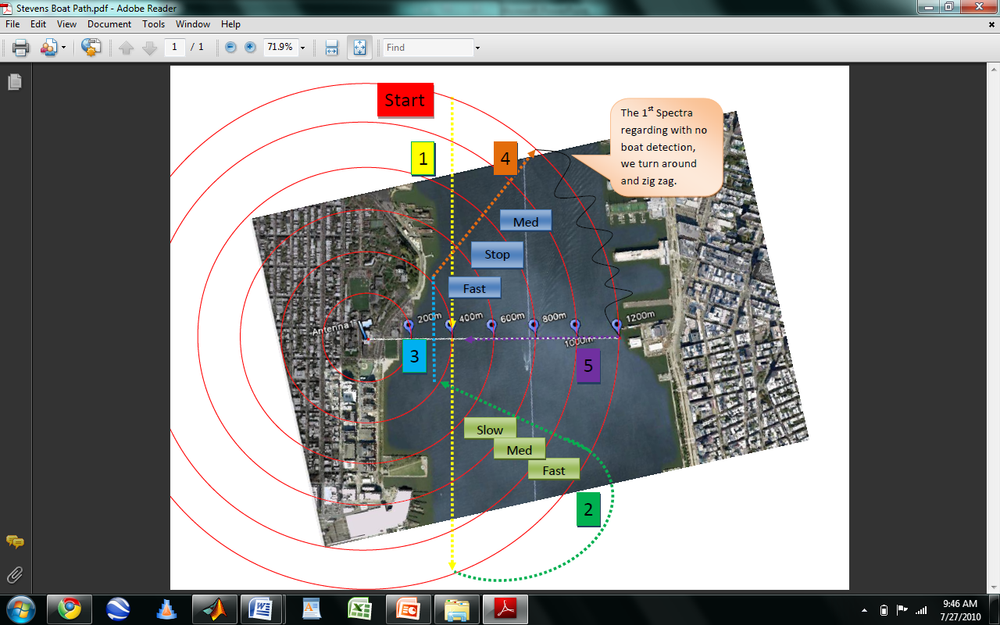 Stevens Boat Path.pdf - Adobe Reader
File Edit View Document Tools Window Help
1 / 1 71.9% Find
Start
1
4
The 1st Spectra
regarding with no
boat detection,
we turn around
and zig zag.
Med
Stop
Fast
Antenna 1 200m 400m 600m 800m 1000m 1200m
3
5
Slow
Med
Fast
2
9:46 AM
7/27/2010